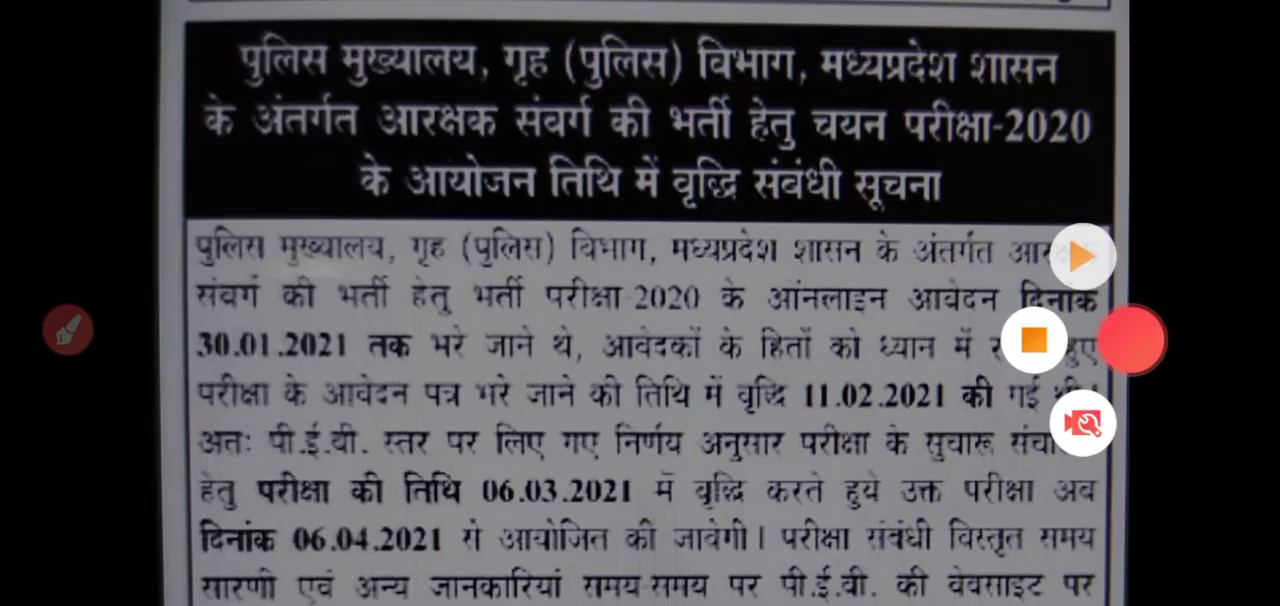 पुलिस मुख्यालय, गृह (पुलिस) विभाग, मध्यप्रदेश शासन
के अंतर्गत आरक्षक संवर्ग की भर्ती हेतु चयन परीक्षा-2020
के आयोजन तिथि में वृद्धि संबंधी सूचना
पुलिस मुख्यालय, गृह (पुलिस) विभाग, मध्यप्रदेश शासन के अंतर्गत
संवर्ग की भर्ती हेतु भर्ती परीक्षा-2020 के ऑनलाइन आवेदन दिनांक
30.01.2021 तक भरे जाने थे, आवेदकों के हितों को ध्यान में हुए
परीक्षा के आवेदन पत्र भरे जाने की तिथि में वृद्धि 11.02.2021 की गई
अतः पी.ई.बी. स्तर पर लिए गए निर्णय अनुसार परीक्षा के सुचारू
हेतु परीक्षा की तिथि 06.03.2021 में वृद्धि करते हुये उक्त परीक्षा अब
दिनांक 06.04.2021 से आयोजित की जावेगी। परीक्षा संबंधी विस्तृत समय
सारणी एवं अन्य जानकारियां समय-समय पर पी.ई.बी. की वेबसाइट पर